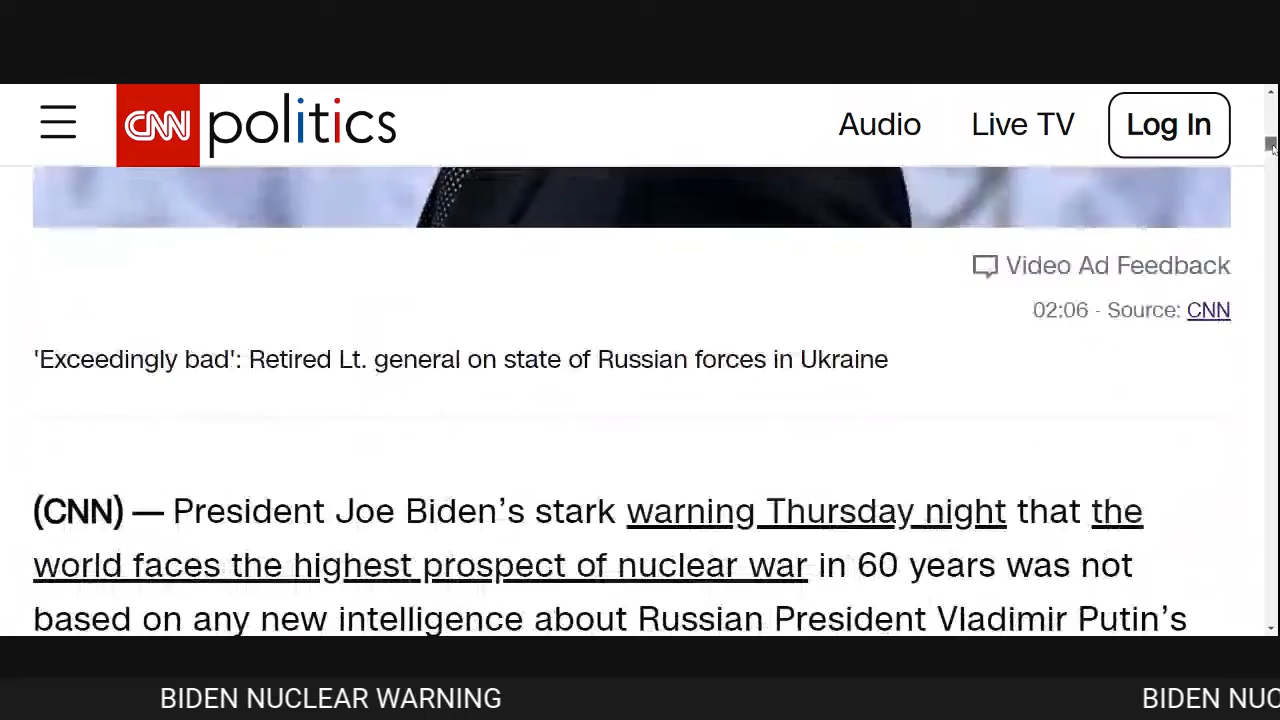 CNN politics Audio Live TV Log In
Video Ad Feedback
02:06 - Source: CNN
'Exceedingly bad': Retired Lt. general on state of Russian forces in Ukraine
(CNN) — President Joe Biden’s stark warning Thursday night that the
world faces the highest prospect of nuclear war in 60 years was not
based on any new intelligence about Russian President Vladimir Putin’s
BIDEN NUCLEAR WARNING BIDEN NUC